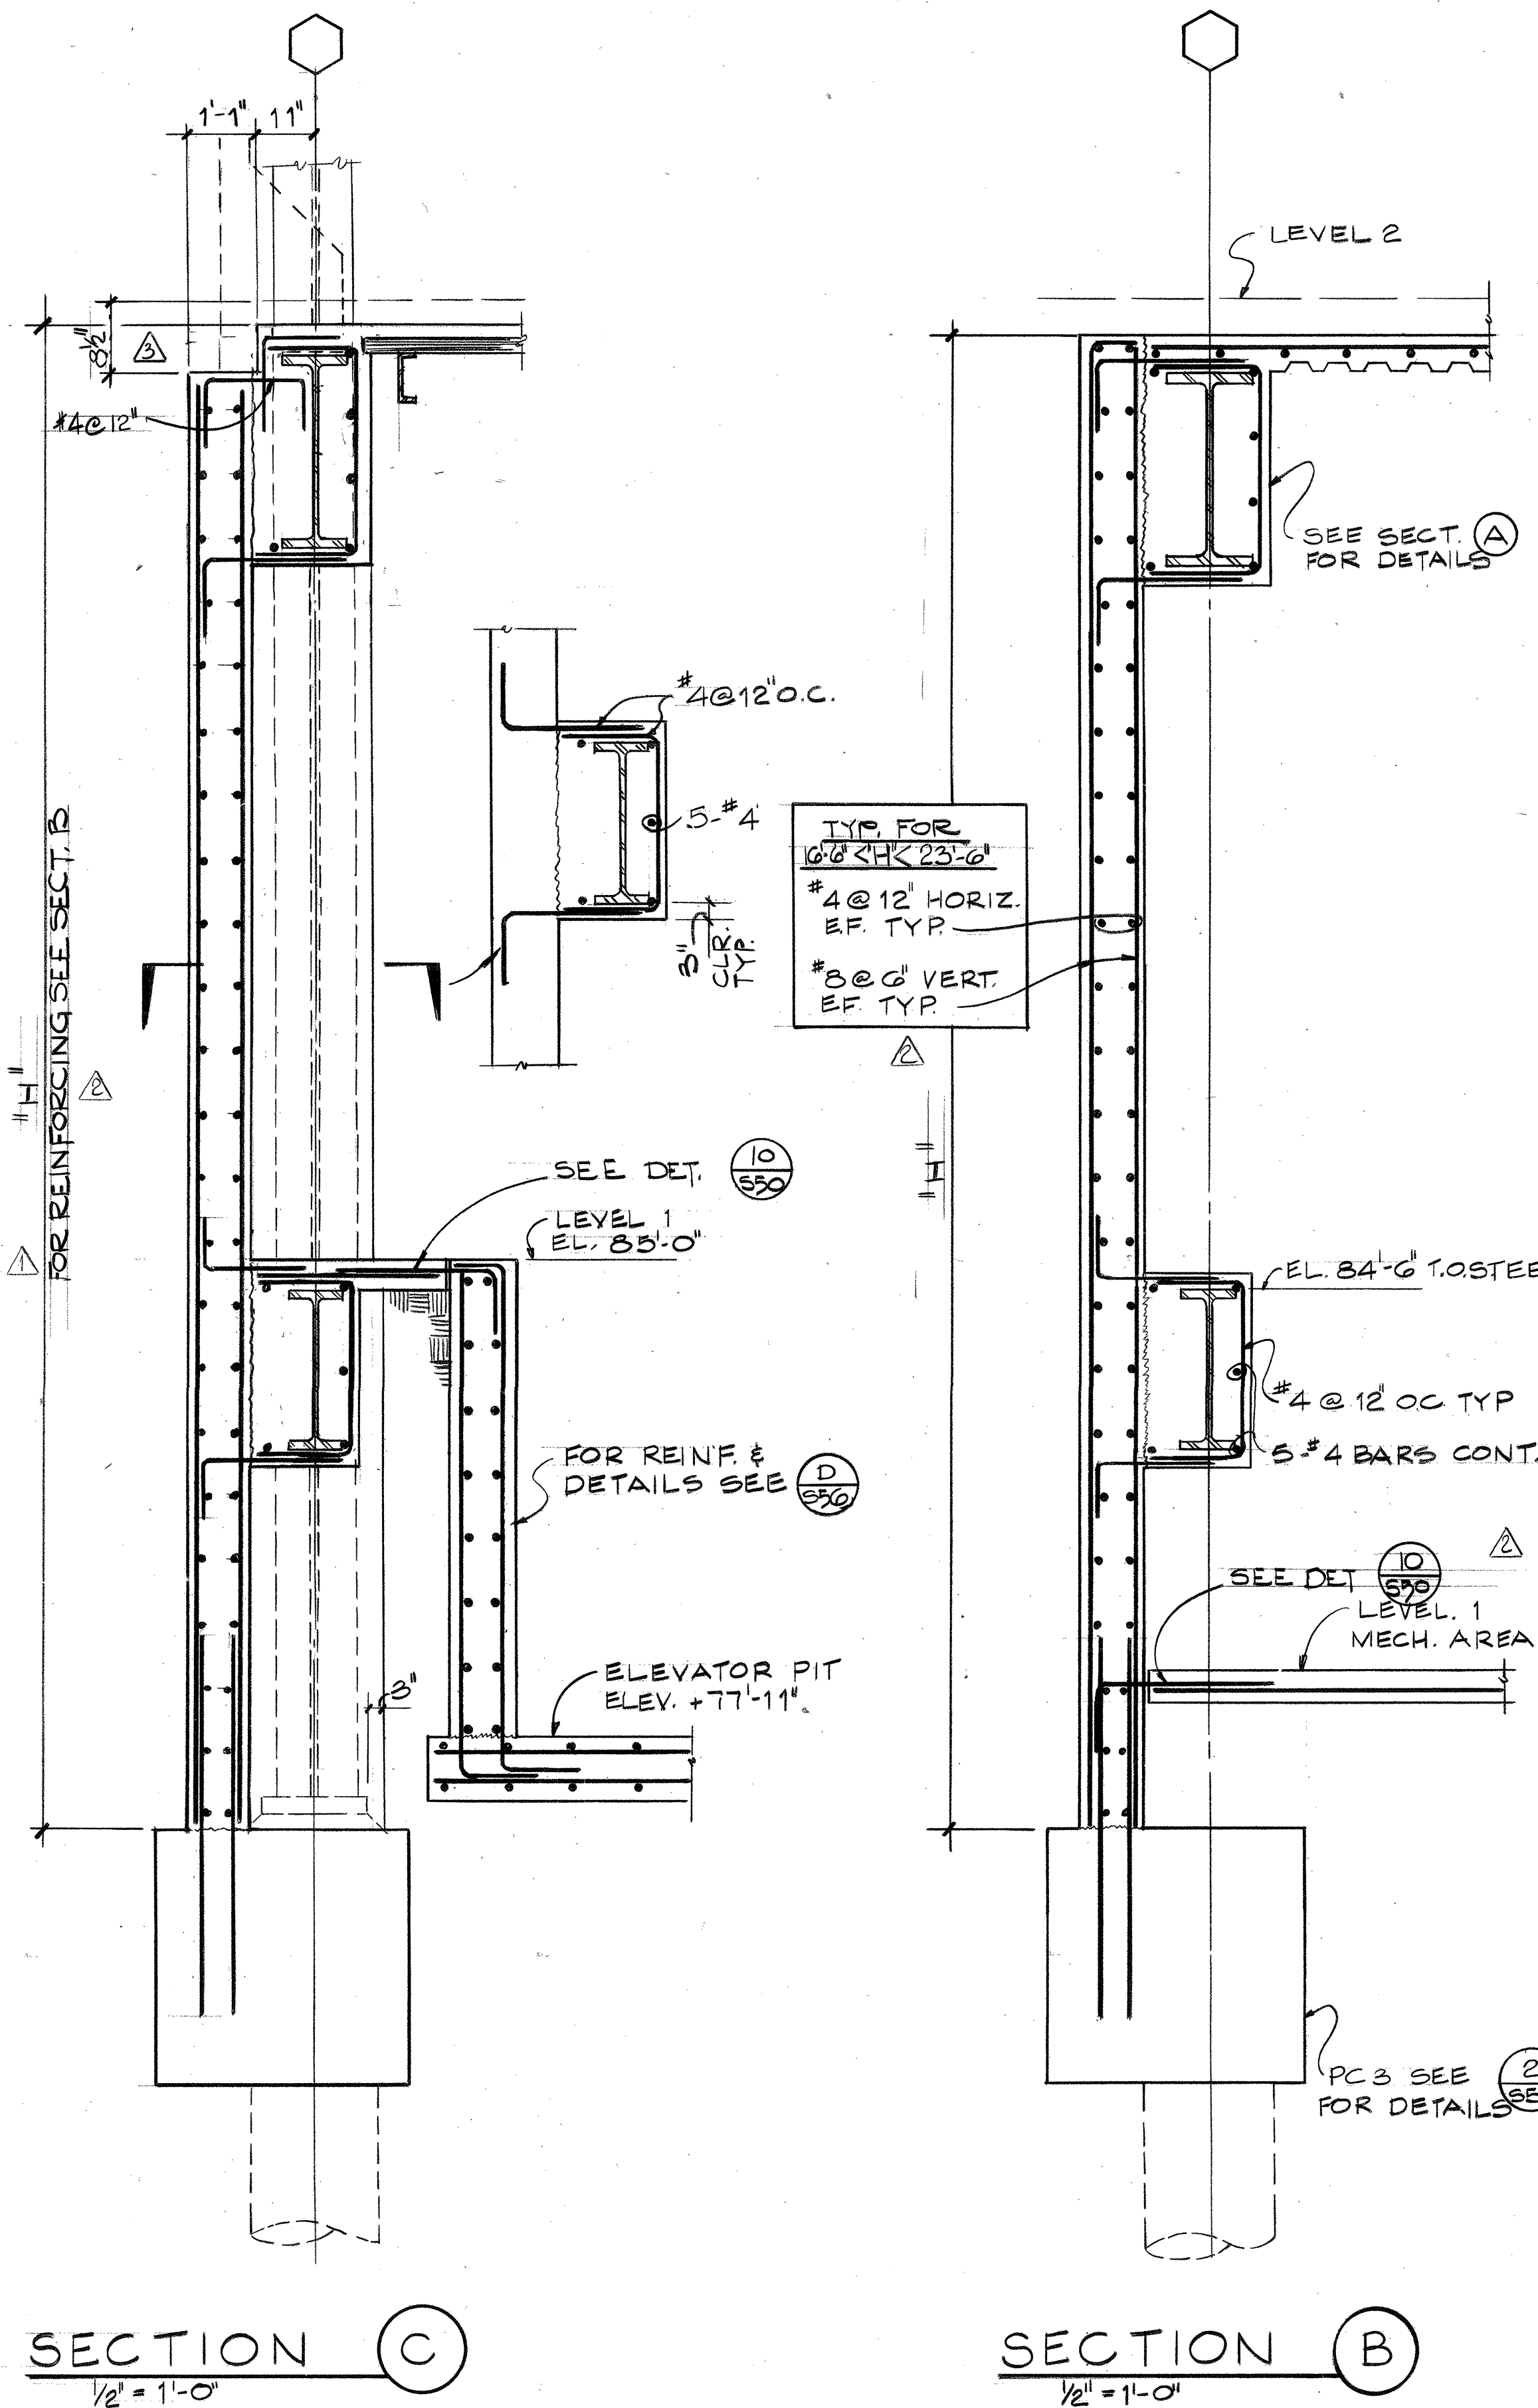 1'-1" 11"
8½"
3
#4@12"
"H"
FOR REINFORCING SEE SECT. B
2
1
#4@12" O.C.
5-#4
3"
CLR.
TYP.
SEE DET. 10
S50
LEVEL 1
EL. 85'-0"
FOR REINF. &
DETAILS SEE D
S56
3"
ELEVATOR PIT
ELEV. +77'-11"
SECTION C
1/2" = 1'-0"
LEVEL 2
SEE SECT. A
FOR DETAILS
TYP. FOR
16'-6" < "H" < 23'-6"
#4 @ 12" HORIZ.
E.F. TYP.
#8 @ 6" VERT.
E.F. TYP.
2
"H"
EL. 84'-6" T.O.STEE
#4 @ 12" O.C. TYP
5-#4 BARS CONT.
2
SEE DET 10
S50
LEVEL. 1
MECH. AREA
PC3 SEE 2
FOR DETAILS
SECTION B
1/2" = 1'-0"